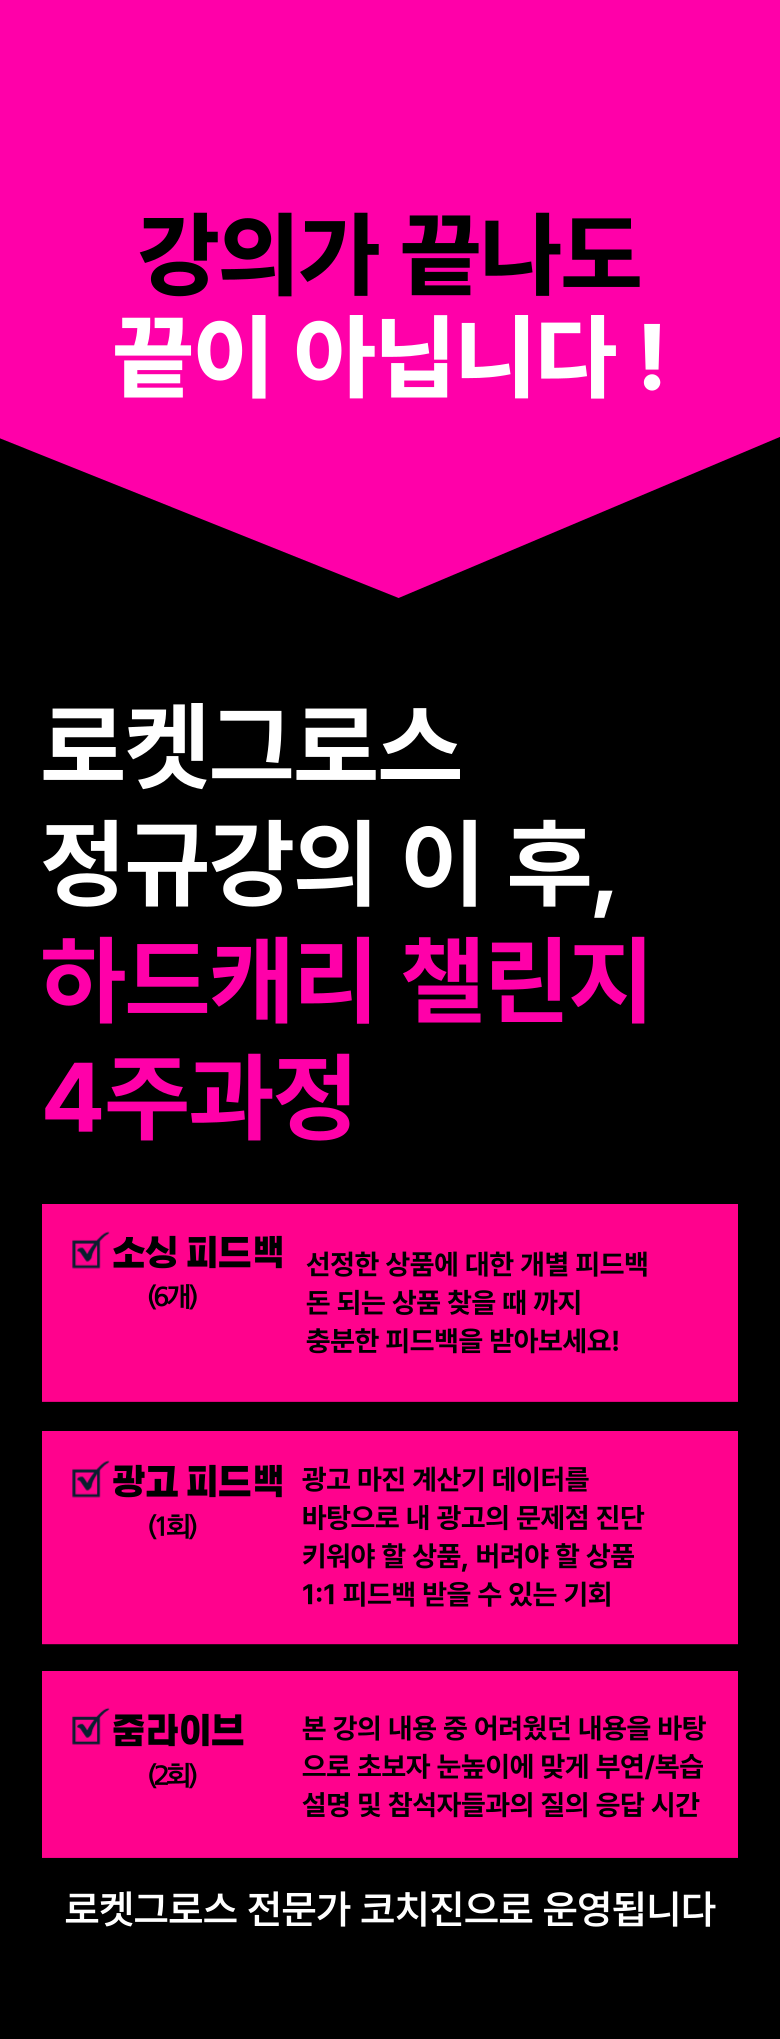 강의가 끝나도
끝이 아닙니다 !
로켓그로스
정규강의 이 후,
하드캐리 챌린지
4주과정
소싱 피드백
(6개)
선정한 상품에 대한 개별 피드백
돈 되는 상품 찾을 때 까지
충분한 피드백을 받아보세요!
광고 피드백
(1회)
광고 마진 계산기 데이터를
바탕으로 내 광고의 문제점 진단
키워야 할 상품, 버려야 할 상품
1:1 피드백 받을 수 있는 기회
줌라이브
(2회)
본 강의 내용 중 어려웠던 내용을 바탕
으로 초보자 눈높이에 맞게 부연/복습
설명 및 참석자들과의 질의 응답 시간
로켓그로스 전문가 코치진으로 운영됩니다